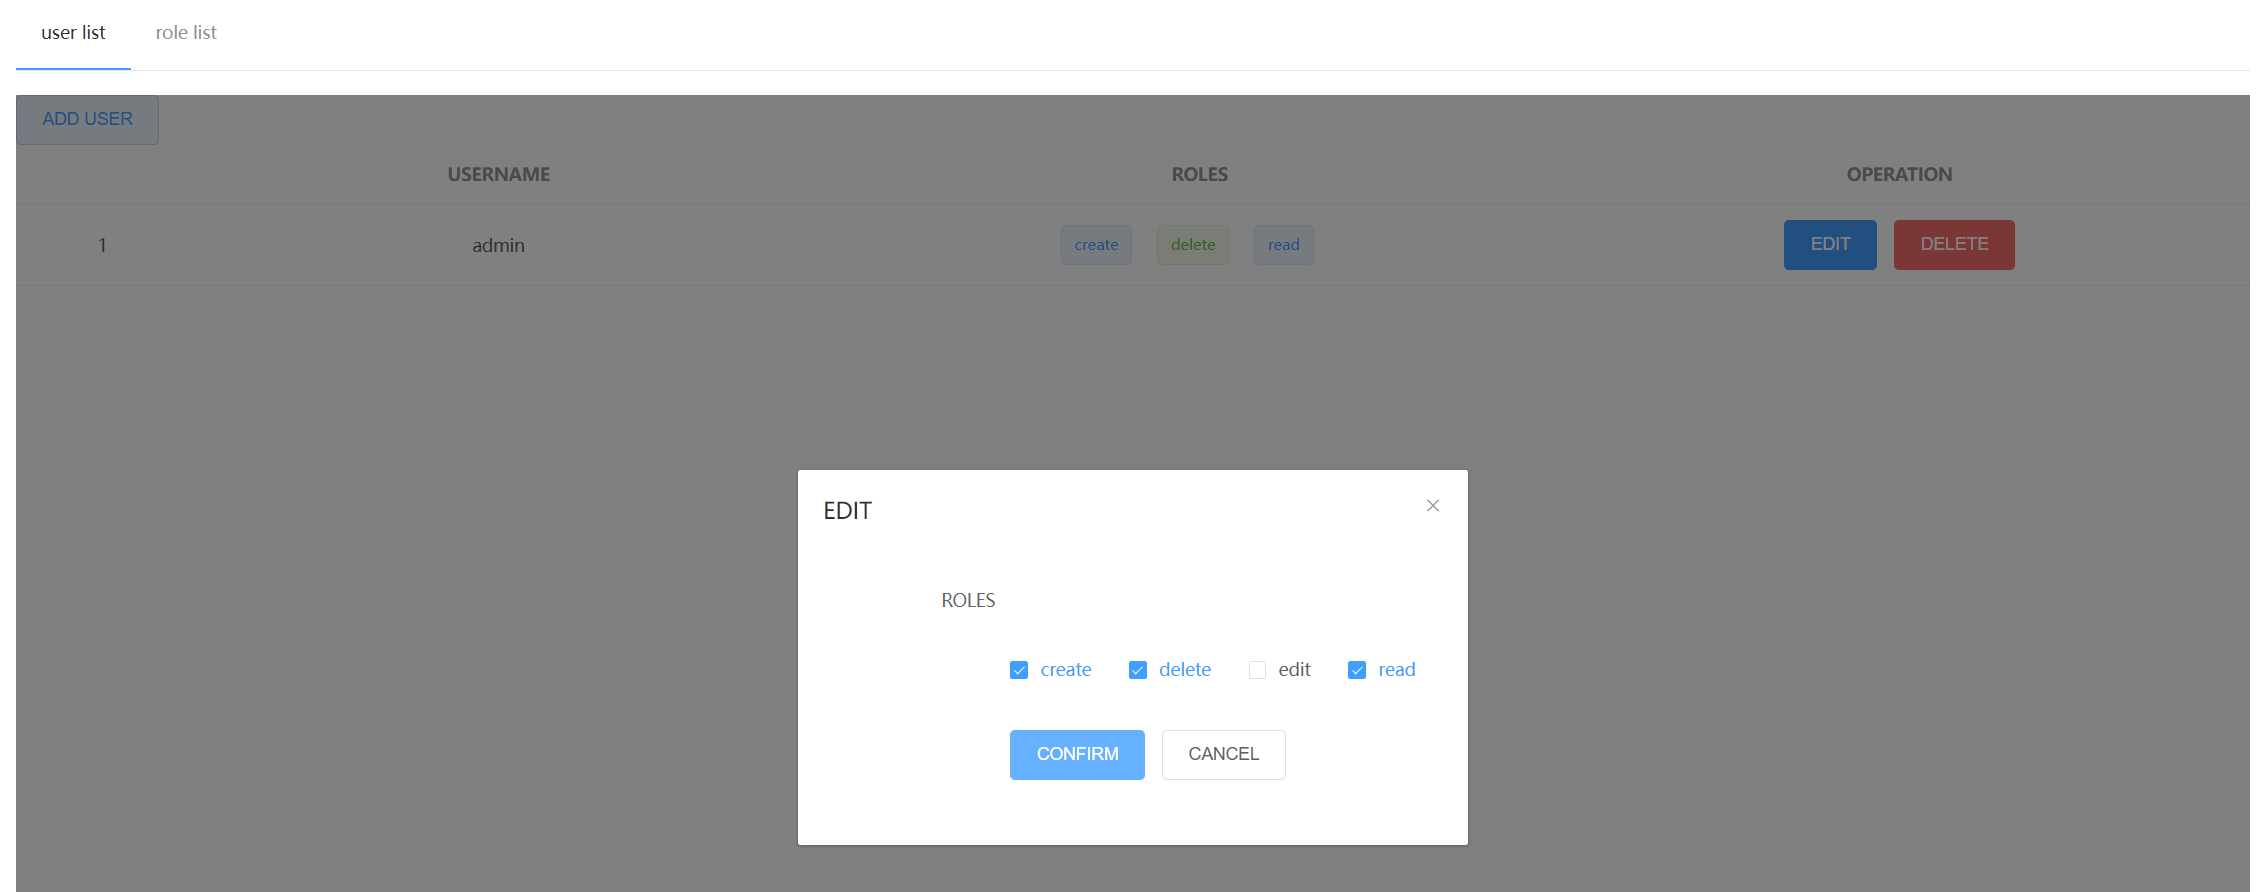 user list role list
ADD USER
USERNAME ROLES OPERATION
1 admin create delete read EDIT DELETE
EDIT
ROLES
create delete edit read
CONFIRM CANCEL